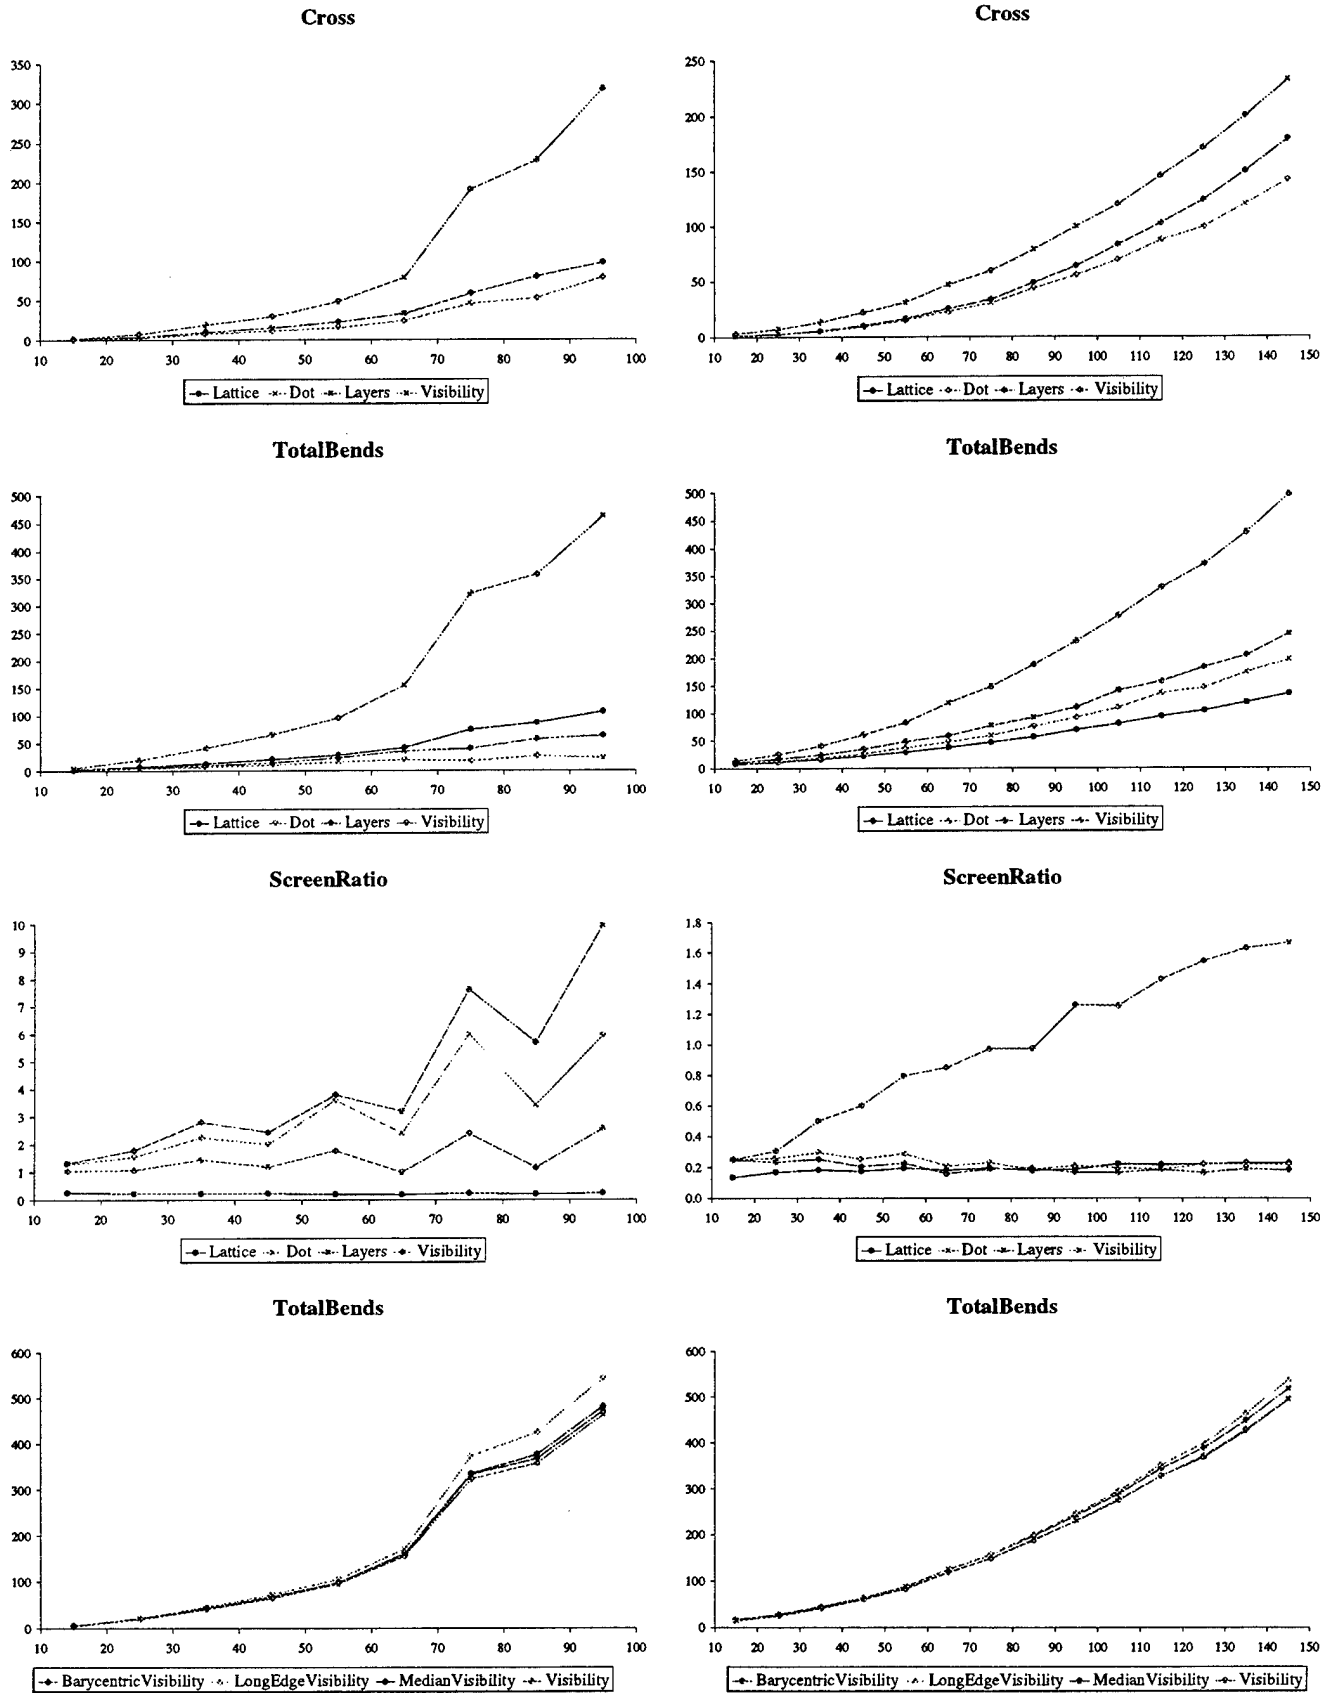 Cross
350
300
250
200
150
100
50
0
10 20 30 40 50 60 70 80 90 100
Lattice Dot Layers Visibility
Cross
250
200
150
100
50
0
10 20 30 40 50 60 70 80 90 100 110 120 130 140 150
Lattice Dot Layers Visibility
TotalBends
500
450
400
350
300
250
200
150
100
50
0
10 20 30 40 50 60 70 80 90 100
Lattice Dot Layers Visibility
TotalBends
500
450
400
350
300
250
200
150
100
50
0
10 20 30 40 50 60 70 80 90 100 110 120 130 140 150
Lattice Dot Layers Visibility
ScreenRatio
10
9
8
7
6
5
4
3
2
1
0
10 20 30 40 50 60 70 80 90 100
Lattice Dot Layers Visibility
ScreenRatio
1.8
1.6
1.4
1.2
1.0
0.8
0.6
0.4
0.2
0.0
10 20 30 40 50 60 70 80 90 100 110 120 130 140 150
Lattice Dot Layers Visibility
TotalBends
600
500
400
300
200
100
0
10 20 30 40 50 60 70 80 90 100
BarycentricVisibility LongEdgeVisibility MedianVisibility Visibility
TotalBends
600
500
400
300
200
100
0
10 20 30 40 50 60 70 80 90 100 110 120 130 140 150
BarycentricVisibility LongEdgeVisibility MedianVisibility Visibility